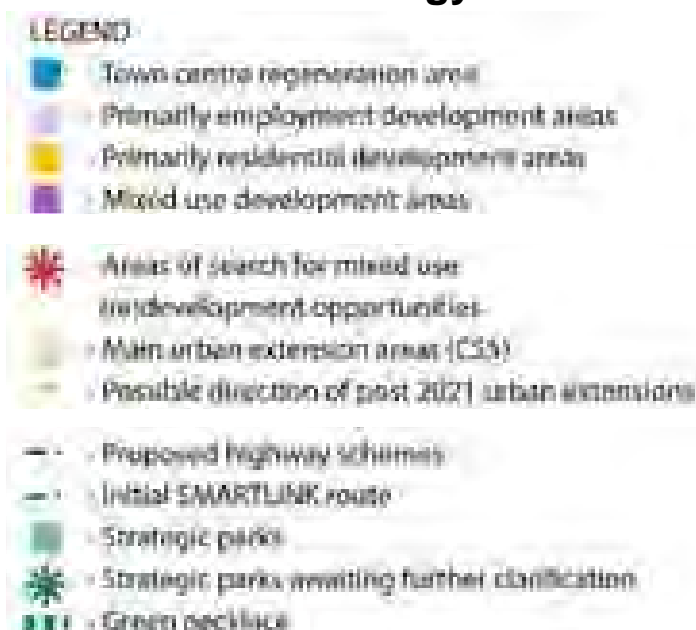 gy
LEGEND
Town centre regeneration area
Primarily employment development areas
Primarily residential development areas
Mixed use development areas
Areas of search for mixed use
(re)development opportunities
Main urban extension areas (CSS)
Possible direction of post 2021 urban extensions
Proposed highway schemes
Initial SMARTLINK route
Strategic parks
Strategic parks awaiting further clarification
Green necklace